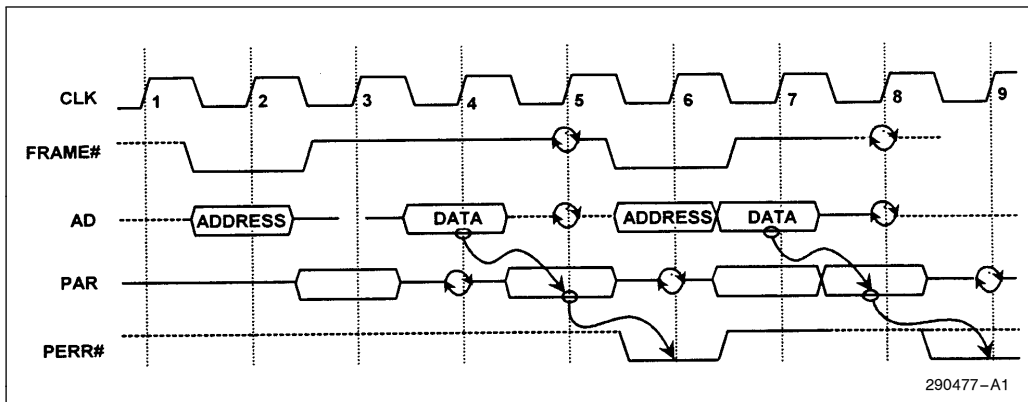 CLK 1 2 3 4 5 6 7 8 9
FRAME#
AD ADDRESS DATA ADDRESS DATA
PAR
PERR#
290477–A1